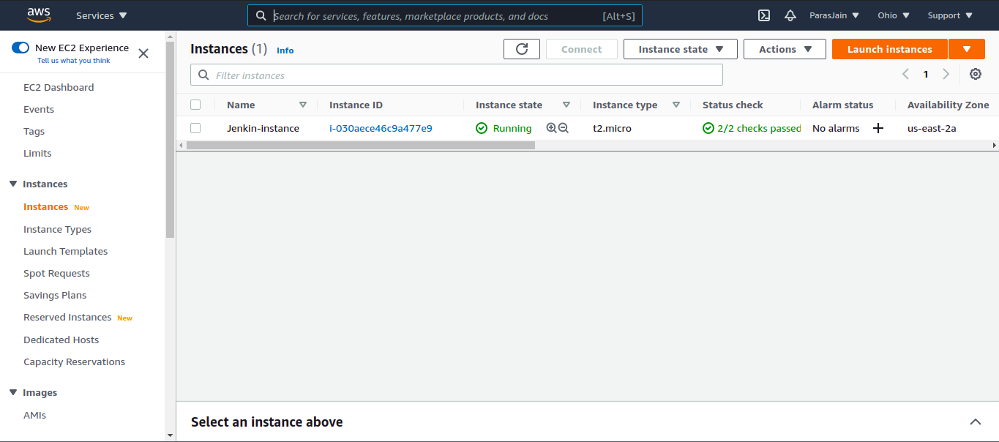 aws Services Search for services, features, marketplace products, and docs [Alt+S] ParasJain Ohio Support
New EC2 Experience
Tell us what you think
EC2 Dashboard
Events
Tags
Limits
Instances
Instances New
Instance Types
Launch Templates
Spot Requests
Savings Plans
Reserved Instances New
Dedicated Hosts
Capacity Reservations
Images
AMIs
Instances (1) Info Connect Instance state Actions Launch instances
Filter instances 1
Name Instance ID Instance state Instance type Status check Alarm status Availability Zone
Jenkin-instance i-030aece46c9a477e9 Running t2.micro 2/2 checks passed No alarms + us-east-2a
Select an instance above